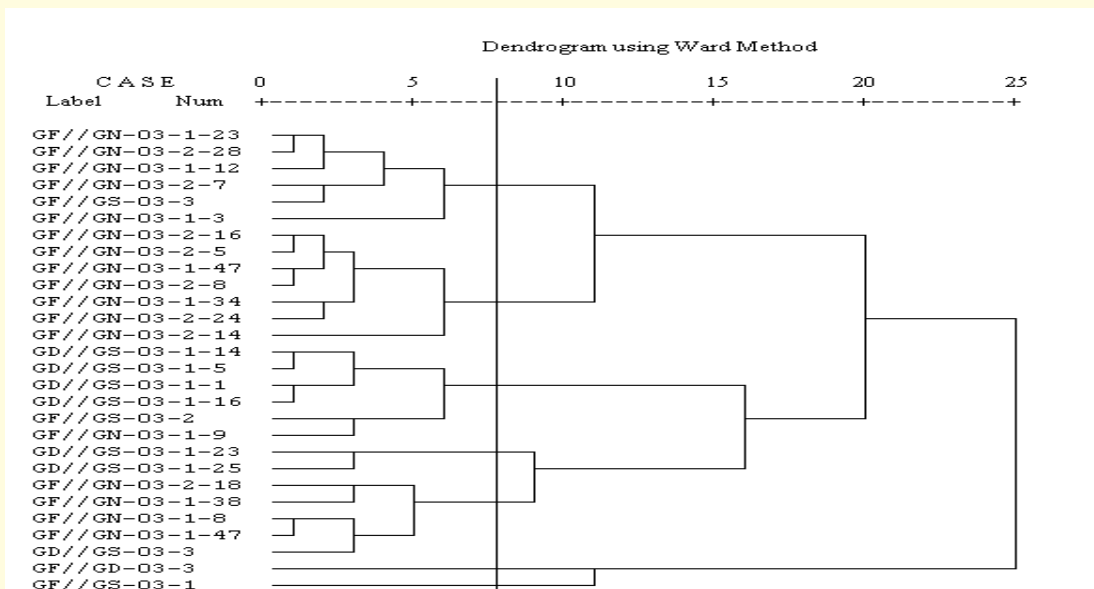 Dendrogram using Ward Method
C A S E 0 5 10 15 20 25
Label Num
GF//GN-03-1-23
GF//GN-03-2-28
GF//GN-03-1-12
GF//GN-03-2-7
GF//GS-03-3
GF//GN-03-1-3
GF//GN-03-2-16
GF//GN-03-2-5
GF//GN-03-1-47
GF//GN-03-2-8
GF//GN-03-1-34
GF//GN-03-2-24
GF//GN-03-2-14
GD//GS-03-1-14
GD//GS-03-1-5
GD//GS-03-1-1
GD//GS-03-1-16
GF//GS-03-2
GF//GN-03-1-9
GD//GS-03-1-23
GD//GS-03-1-25
GF//GN-03-2-18
GF//GN-03-1-38
GF//GN-03-1-8
GF//GN-03-1-47
GD//GS-03-3
GF//GD-03-3
GF//GS-03-1